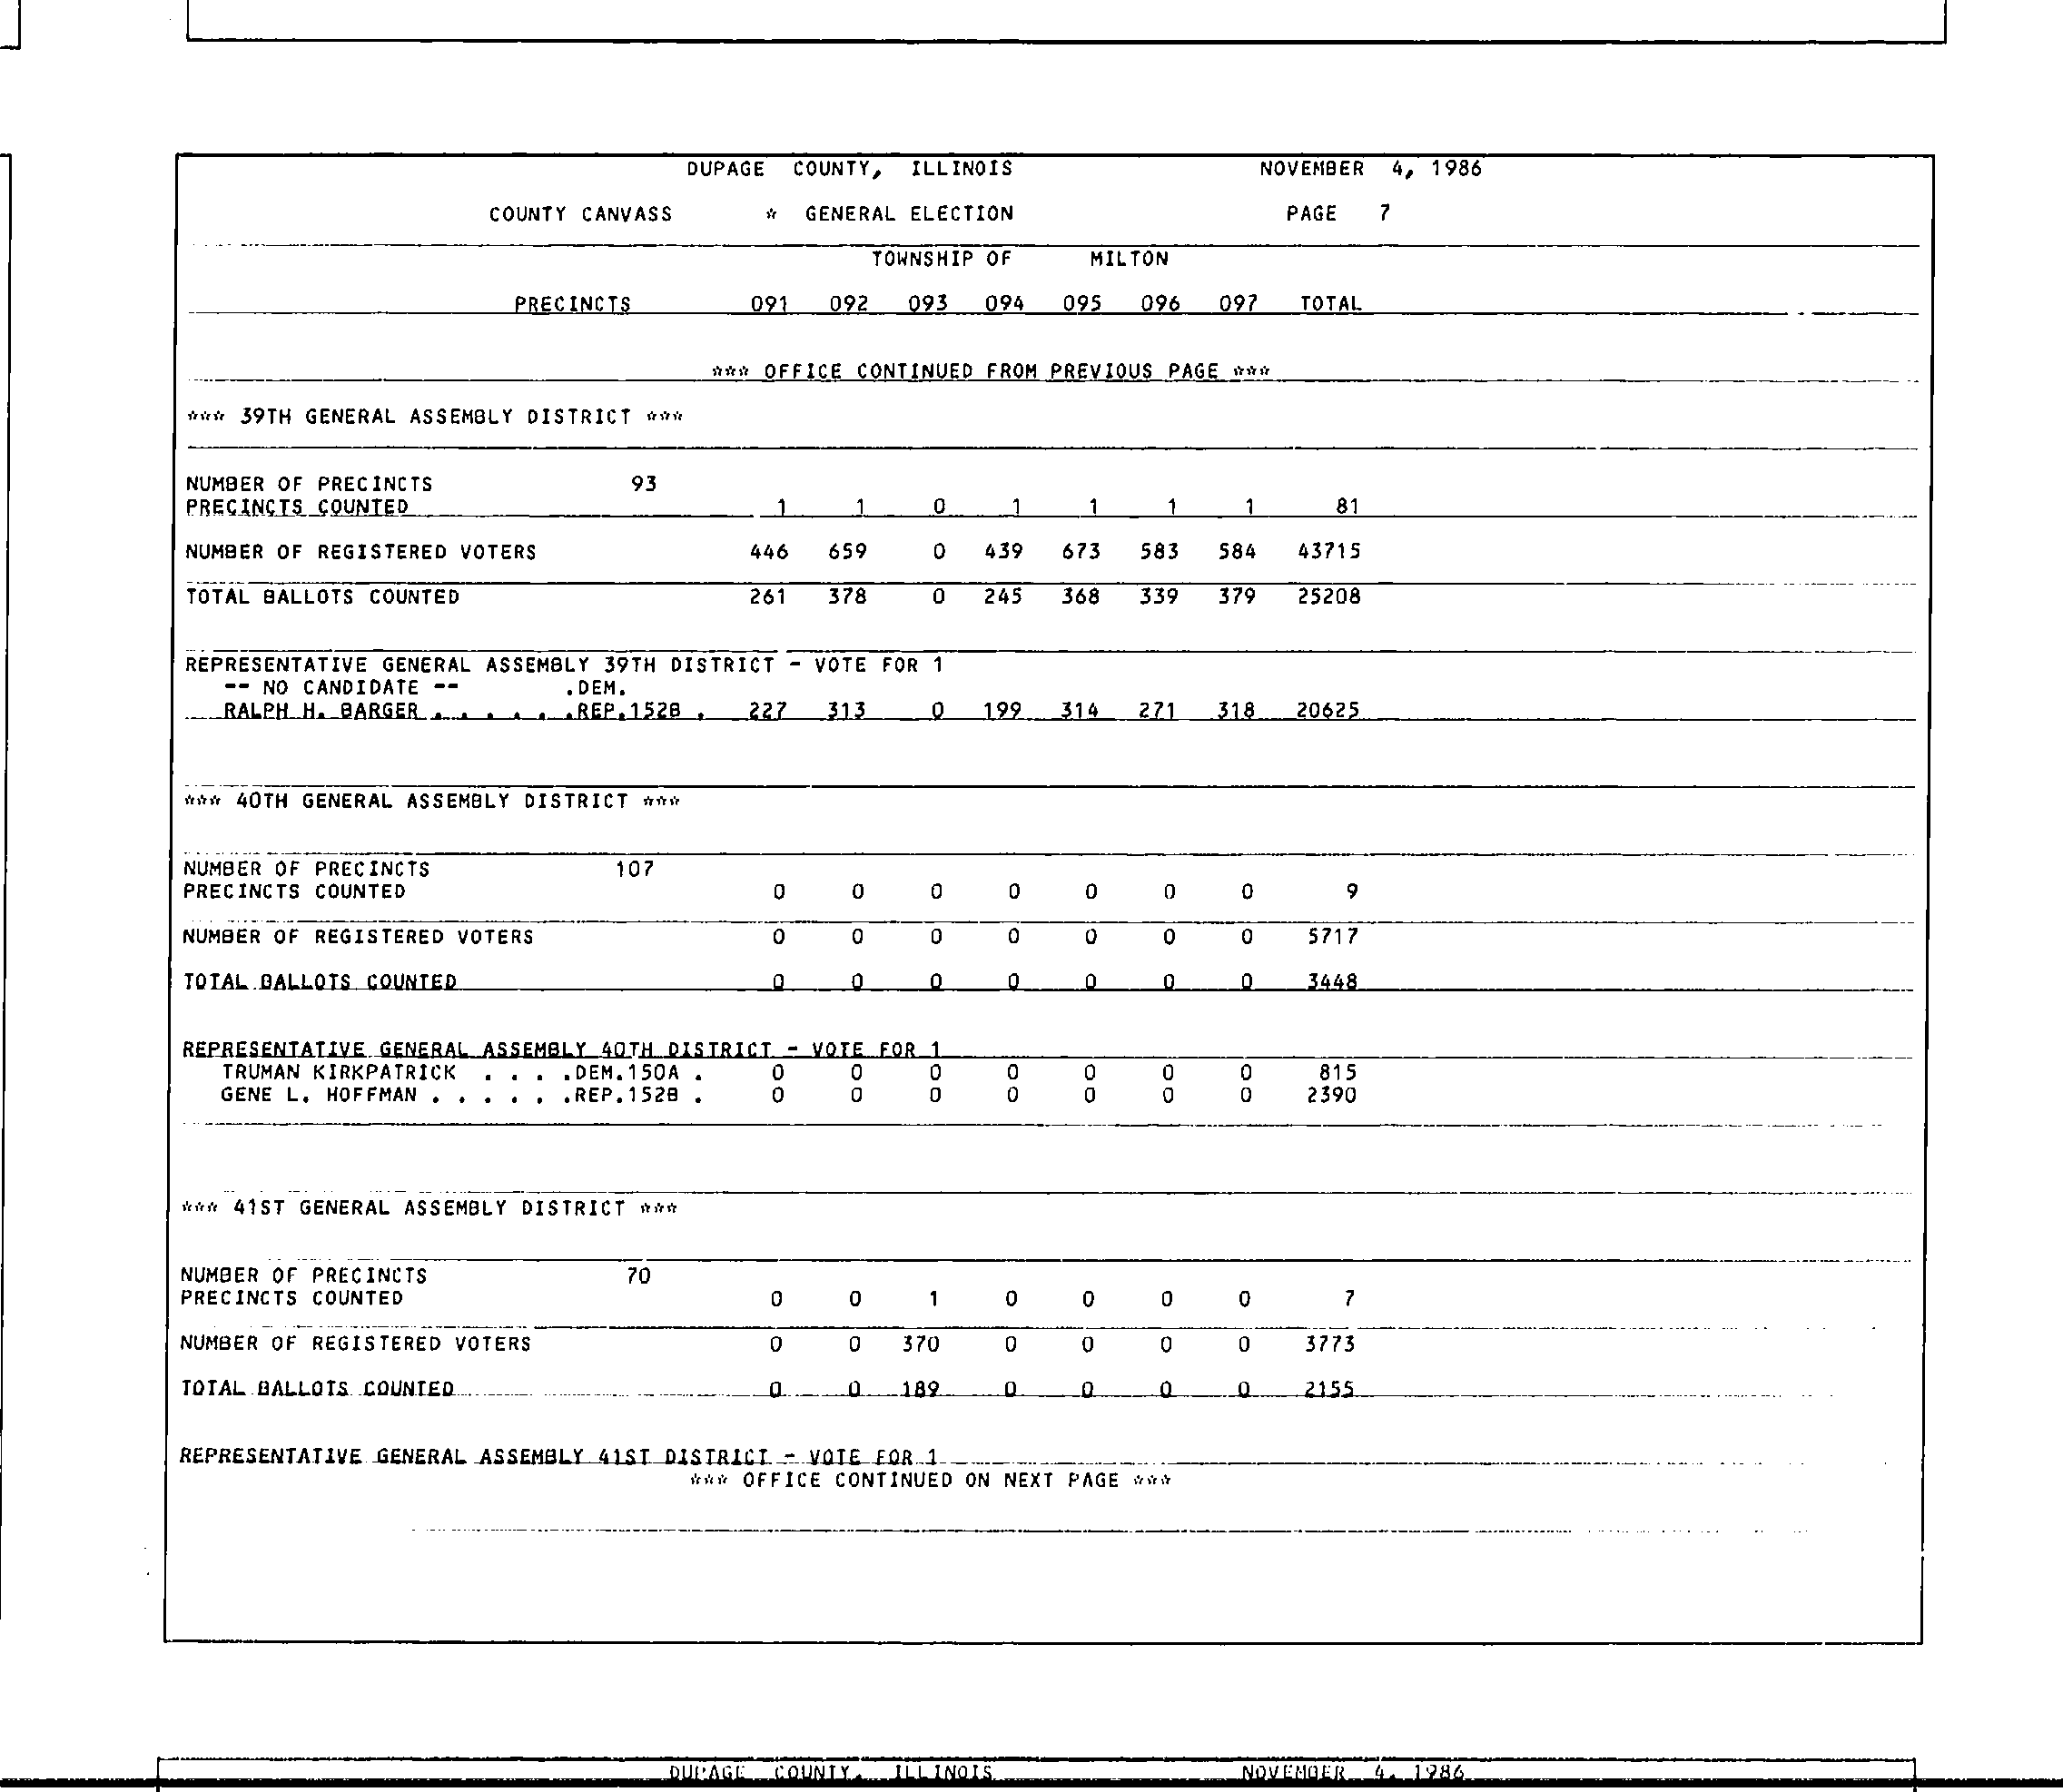 DUPAGE COUNTY, ILLINOIS NOVEMBER 4, 1986
COUNTY CANVASS * GENERAL ELECTION PAGE 7
TOWNSHIP OF MILTON
PRECINCTS 091 092 093 094 095 096 097 TOTAL
*** OFFICE CONTINUED FROM PREVIOUS PAGE ***
*** 39TH GENERAL ASSEMBLY DISTRICT ***
NUMBER OF PRECINCTS 93
PRECINCTS COUNTED 1 1 0 1 1 1 1 81
NUMBER OF REGISTERED VOTERS 446 659 0 439 673 583 584 43715
TOTAL BALLOTS COUNTED 261 378 0 245 368 339 379 25208
REPRESENTATIVE GENERAL ASSEMBLY 39TH DISTRICT - VOTE FOR 1
-- NO CANDIDATE -- .DEM.
RALPH H. BARGER . . . . . .REP.152B . 227 313 0 199 314 271 318 20625
*** 40TH GENERAL ASSEMBLY DISTRICT ***
NUMBER OF PRECINCTS 107
PRECINCTS COUNTED 0 0 0 0 0 0 0 9
NUMBER OF REGISTERED VOTERS 0 0 0 0 0 0 0 5717
TOTAL BALLOTS COUNTED 0 0 0 0 0 0 0 3448
REPRESENTATIVE GENERAL ASSEMBLY 40TH DISTRICT - VOTE FOR 1
TRUMAN KIRKPATRICK . . . .DEM.150A . 0 0 0 0 0 0 0 815
GENE L. HOFFMAN . . . . . .REP.152B . 0 0 0 0 0 0 0 2390
*** 41ST GENERAL ASSEMBLY DISTRICT ***
NUMBER OF PRECINCTS 70
PRECINCTS COUNTED 0 0 1 0 0 0 0 7
NUMBER OF REGISTERED VOTERS 0 0 370 0 0 0 0 3773
TOTAL BALLOTS COUNTED 0 0 189 0 0 0 0 2155
REPRESENTATIVE GENERAL ASSEMBLY 41ST DISTRICT - VOTE FOR 1
*** OFFICE CONTINUED ON NEXT PAGE ***
DUPAGE COUNTY, ILLINOIS NOVEMBER 4, 1986